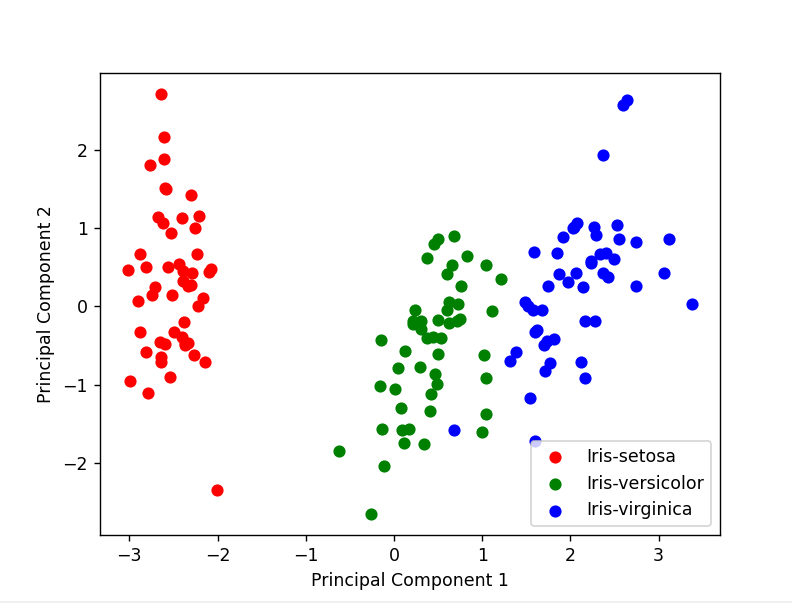 Principal Component 2
2
1
0
−1
−2
−3
−2
−1
0
1
2
3
Principal Component 1
Iris-setosa
Iris-versicolor
Iris-virginica